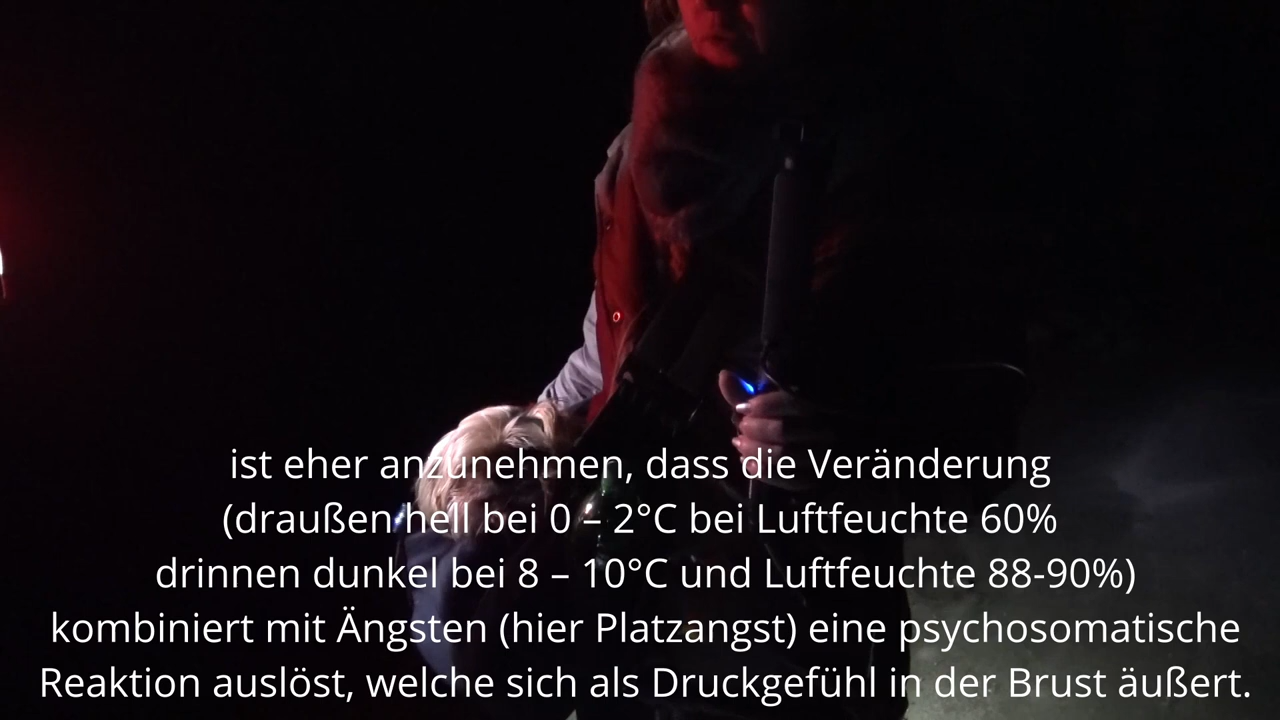 ist eher anzunehmen, dass die Veränderung
(draußen hell bei 0 – 2°C bei Luftfeuchte 60%
drinnen dunkel bei 8 – 10°C und Luftfeuchte 88-90%)
kombiniert mit Ängsten (hier Platzangst) eine psychosomatische
Reaktion auslöst, welche sich als Druckgefühl in der Brust äußert.